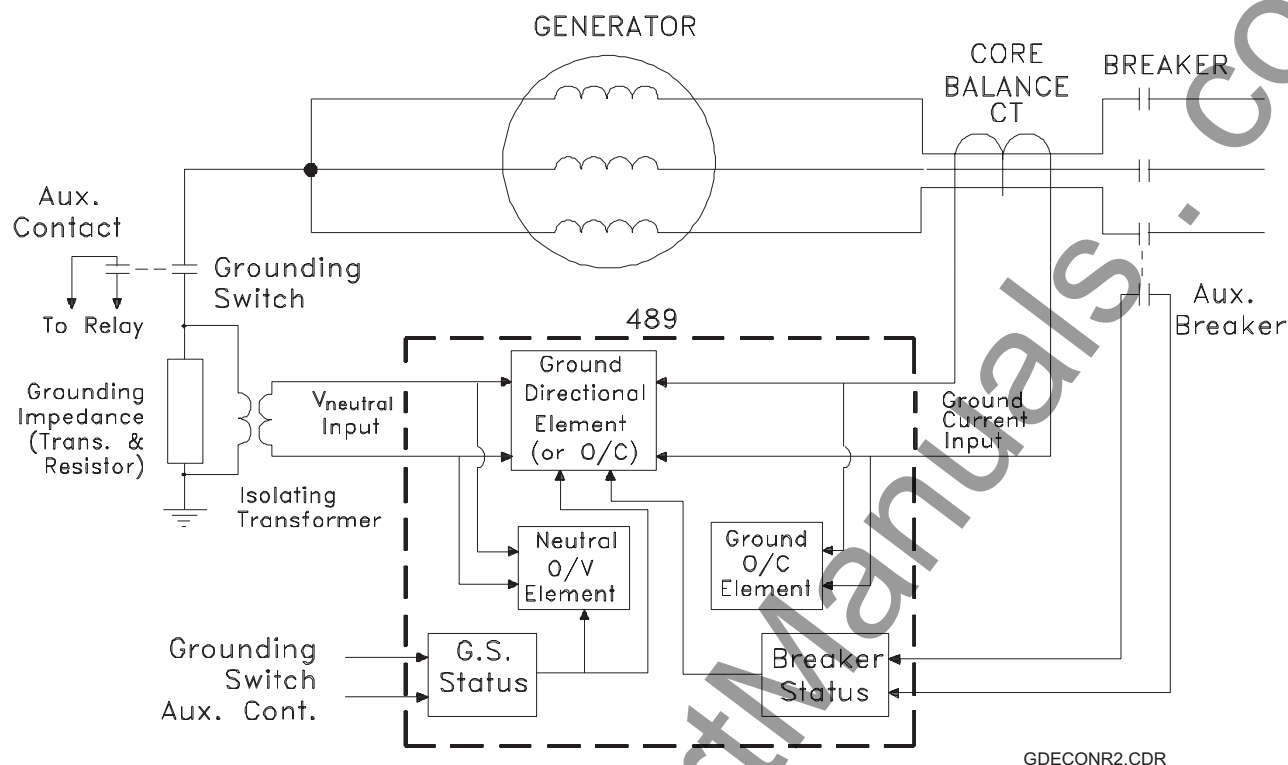 GENERATOR
CORE
BALANCE
CT
BREAKER
Aux.
Contact
Grounding
Switch
To Relay
Aux.
Breaker
489
Grounding
Impedance
(Trans. &
Resistor)
Vneutral
Input
Isolating
Transformer
Ground
Directional
Element
(or O/C)
Ground
Current
Input
Neutral
O/V
Element
Ground
O/C
Element
Grounding
Switch
Aux. Cont.
G.S.
Status
Breaker
Status
GDECONR2.CDR